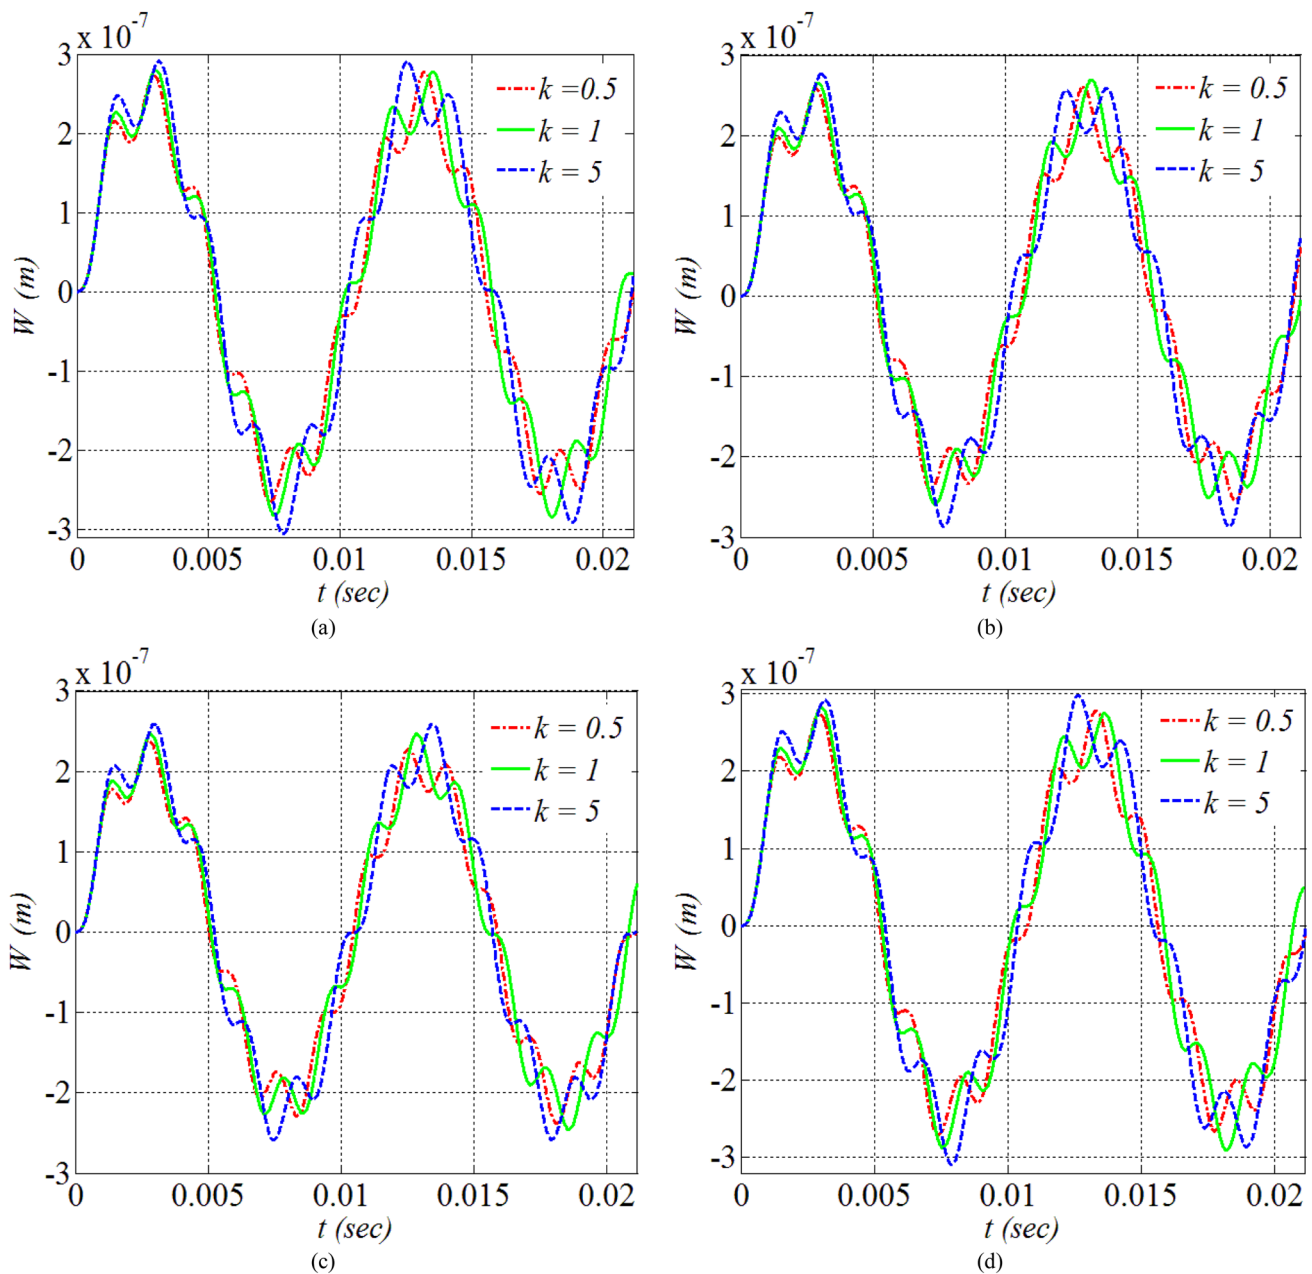 x 10-7
3
2
1
0
-1
-2
-3
W (m)
0 0.005 0.01 0.015 0.02
t (sec)
k =0.5
k = 1
k = 5
(a)
x 10-7
3
2
1
0
-1
-2
-3
W (m)
0 0.005 0.01 0.015 0.02
t (sec)
k = 0.5
k = 1
k = 5
(b)
x 10-7
3
2
1
0
-1
-2
-3
W (m)
0 0.005 0.01 0.015 0.02
t (sec)
k = 0.5
k = 1
k = 5
(c)
x 10-7
3
2
1
0
-1
-2
-3
W (m)
0 0.005 0.01 0.015 0.02
t (sec)
k = 0.5
k = 1
k = 5
(d)